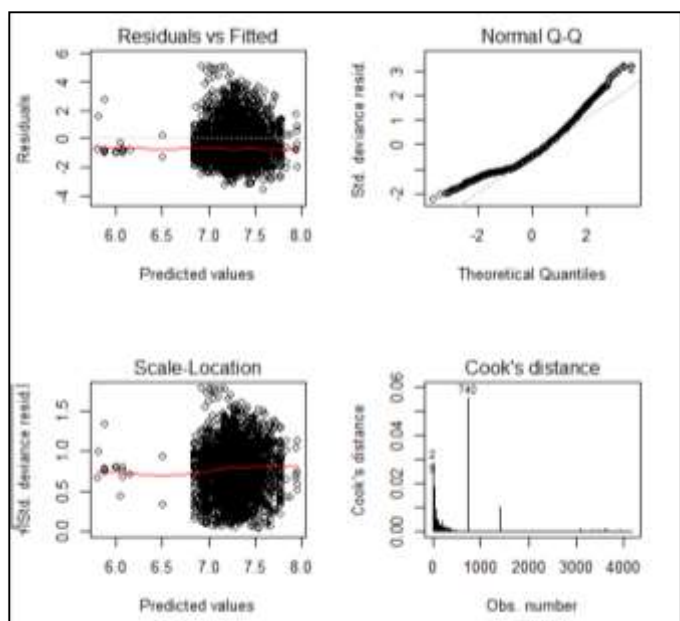 Residuals vs Fitted
Residuals
-4 -2 0 2 4 6
6.0 6.5 7.0 7.5 8.0
Predicted values
Normal Q-Q
Std. deviance resid.
-2 0 1 2 3
-2 0 2
Theoretical Quantiles
Scale-Location
Std. deviance resid.
0.0 0.5 1.0 1.5
6.0 6.5 7.0 7.5 8.0
Predicted values
Cook's distance
Cook's distance
0.00 0.02 0.04 0.06
740
0 1000 2000 3000 4000
Obs. number